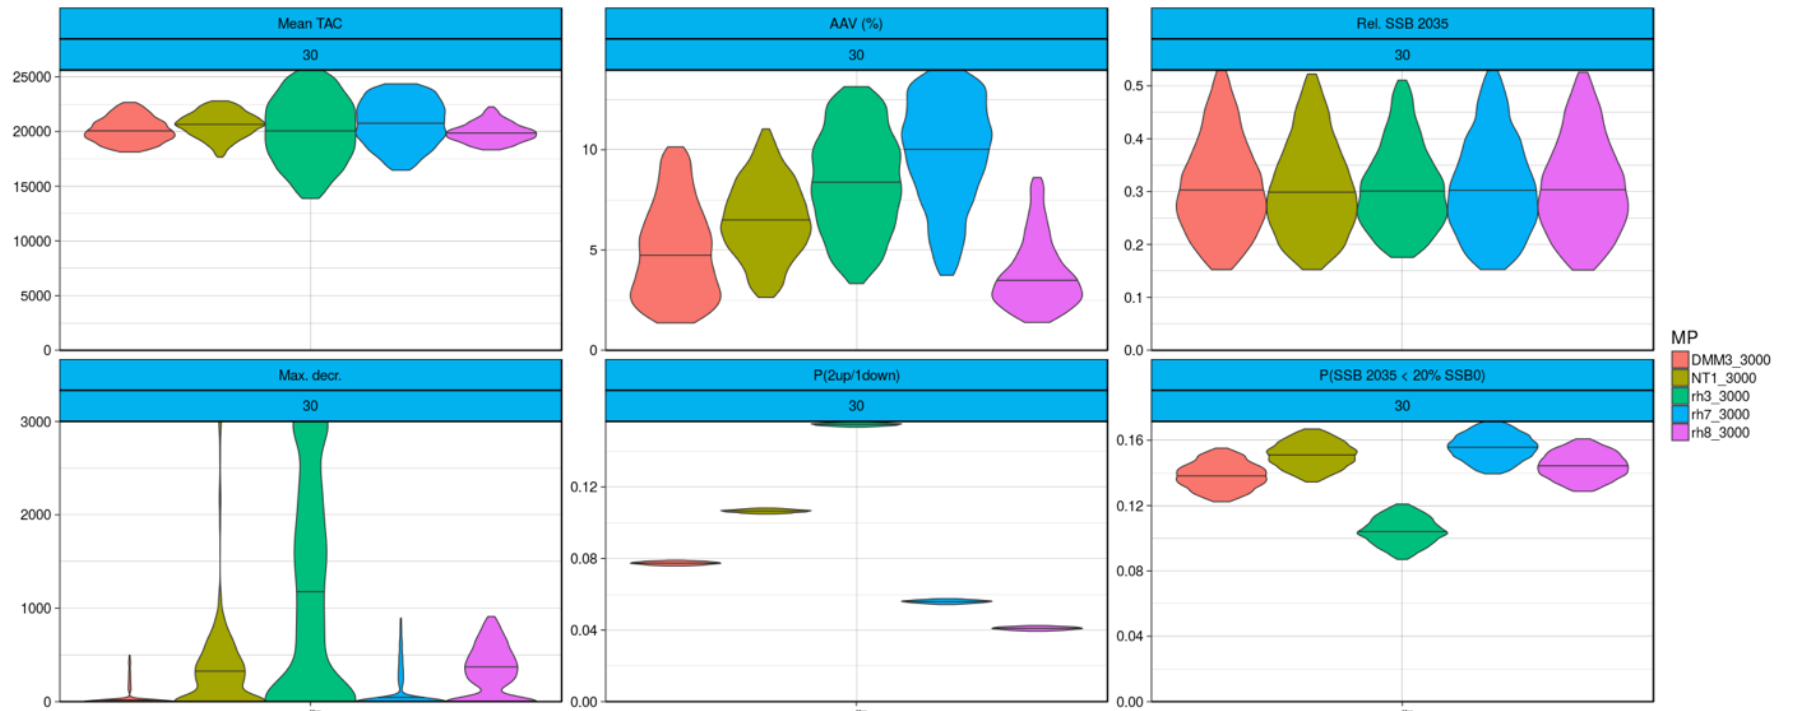 Mean TAC
30
25000
20000
15000
10000
5000
0
AAV (%)
30
10
5
0
Rel. SSB 2035
30
0.5
0.4
0.3
0.2
0.1
0.0
Max. decr.
30
3000
2000
1000
0
P(2up/1down)
30
0.12
0.08
0.04
0.00
P(SSB 2035 < 20% SSB0)
30
0.16
0.12
0.08
0.04
0.00
MP
DMM3_3000
NT1_3000
rh3_3000
rh7_3000
rh8_3000